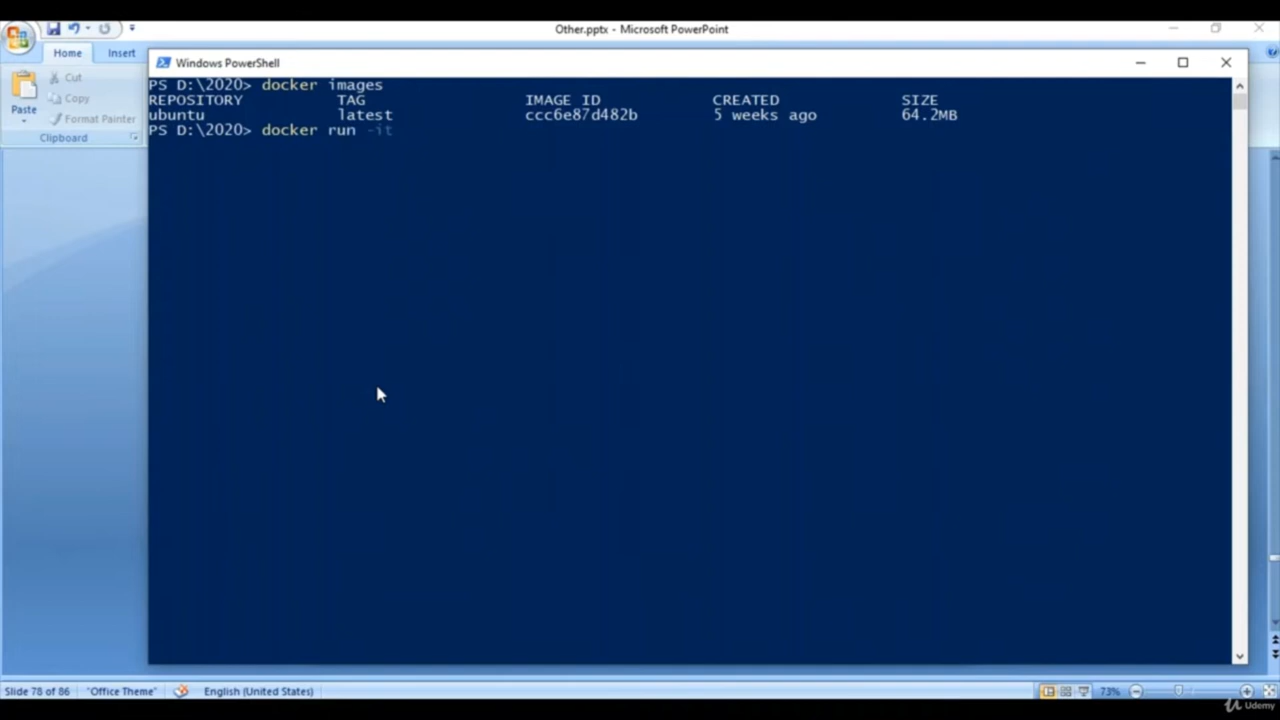 Other.pptx - Microsoft PowerPoint
Home Insert
Windows PowerShell
Cut
Copy
Paste
Format Painter
Clipboard
PS D:\2020> docker images
REPOSITORY TAG IMAGE ID CREATED SIZE
ubuntu latest ccc6e87d482b 5 weeks ago 64.2MB
PS D:\2020> docker run -it
Slide 78 of 86 "Office Theme" English (United States) 73%
Udemy